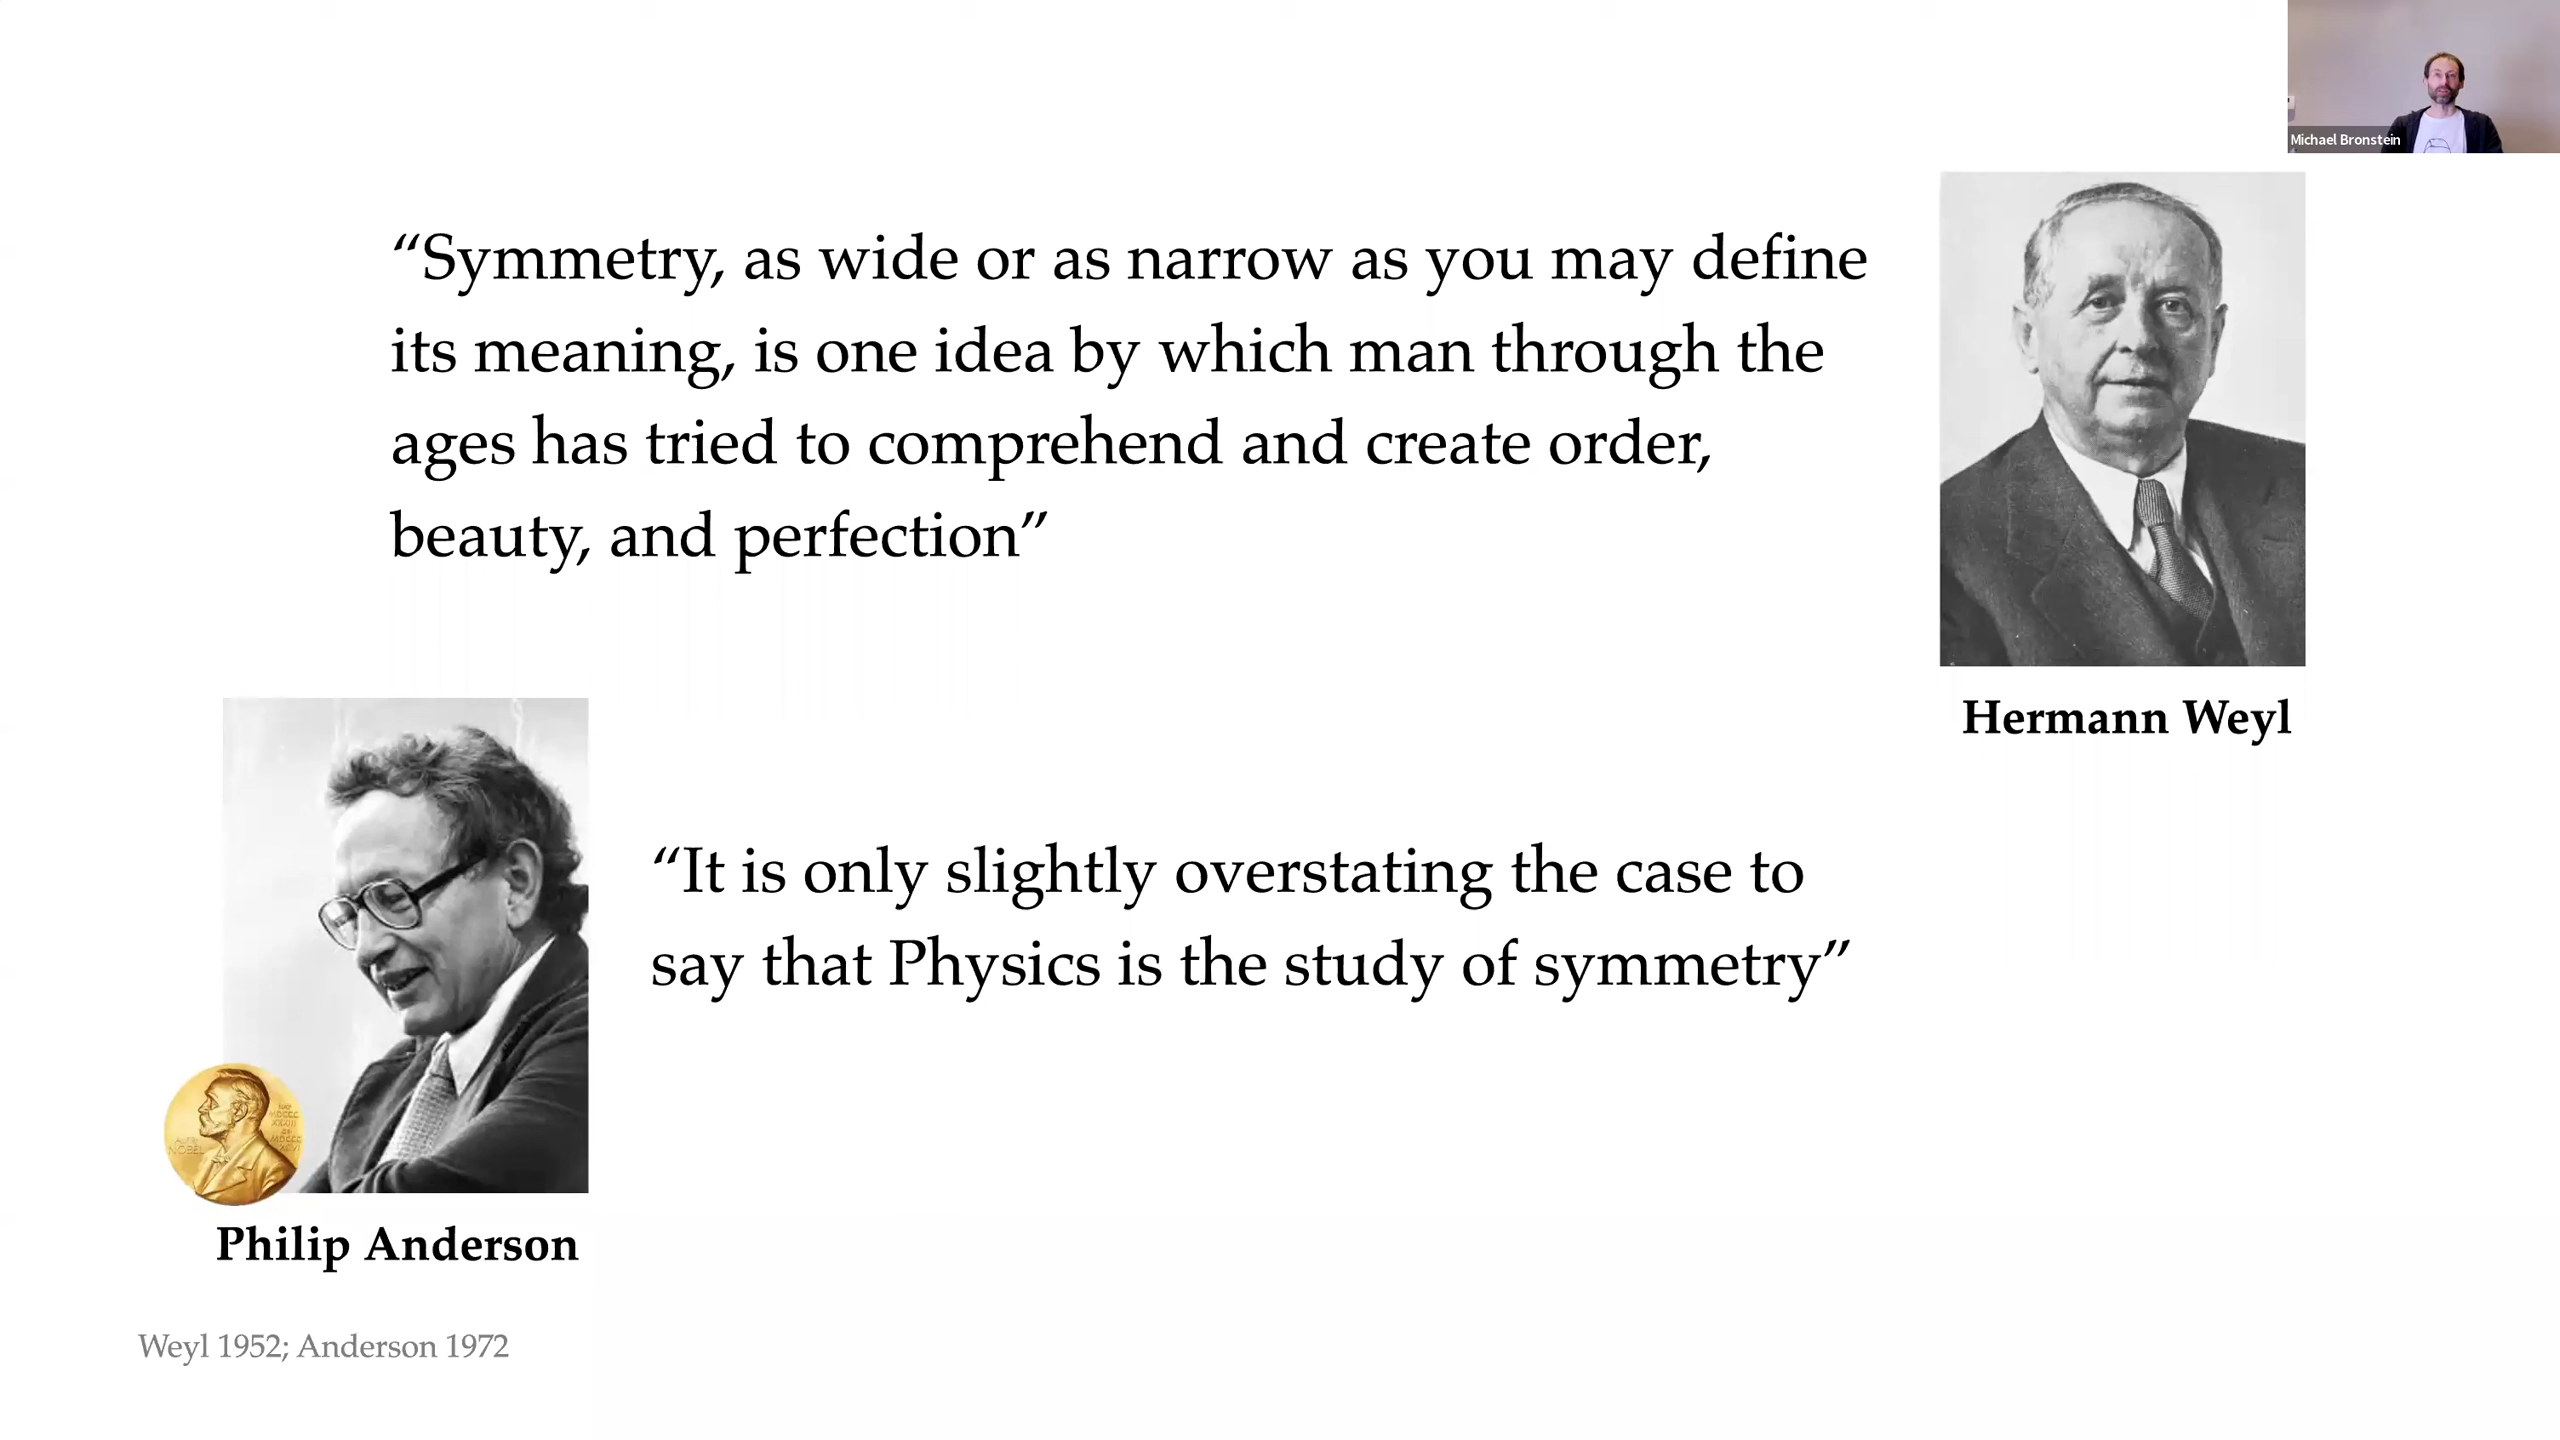 Michael Bronstein
“Symmetry, as wide or as narrow as you may define
its meaning, is one idea by which man through the
ages has tried to comprehend and create order,
beauty, and perfection”
Hermann Weyl
“It is only slightly overstating the case to
say that Physics is the study of symmetry”
Philip Anderson
Weyl 1952; Anderson 1972